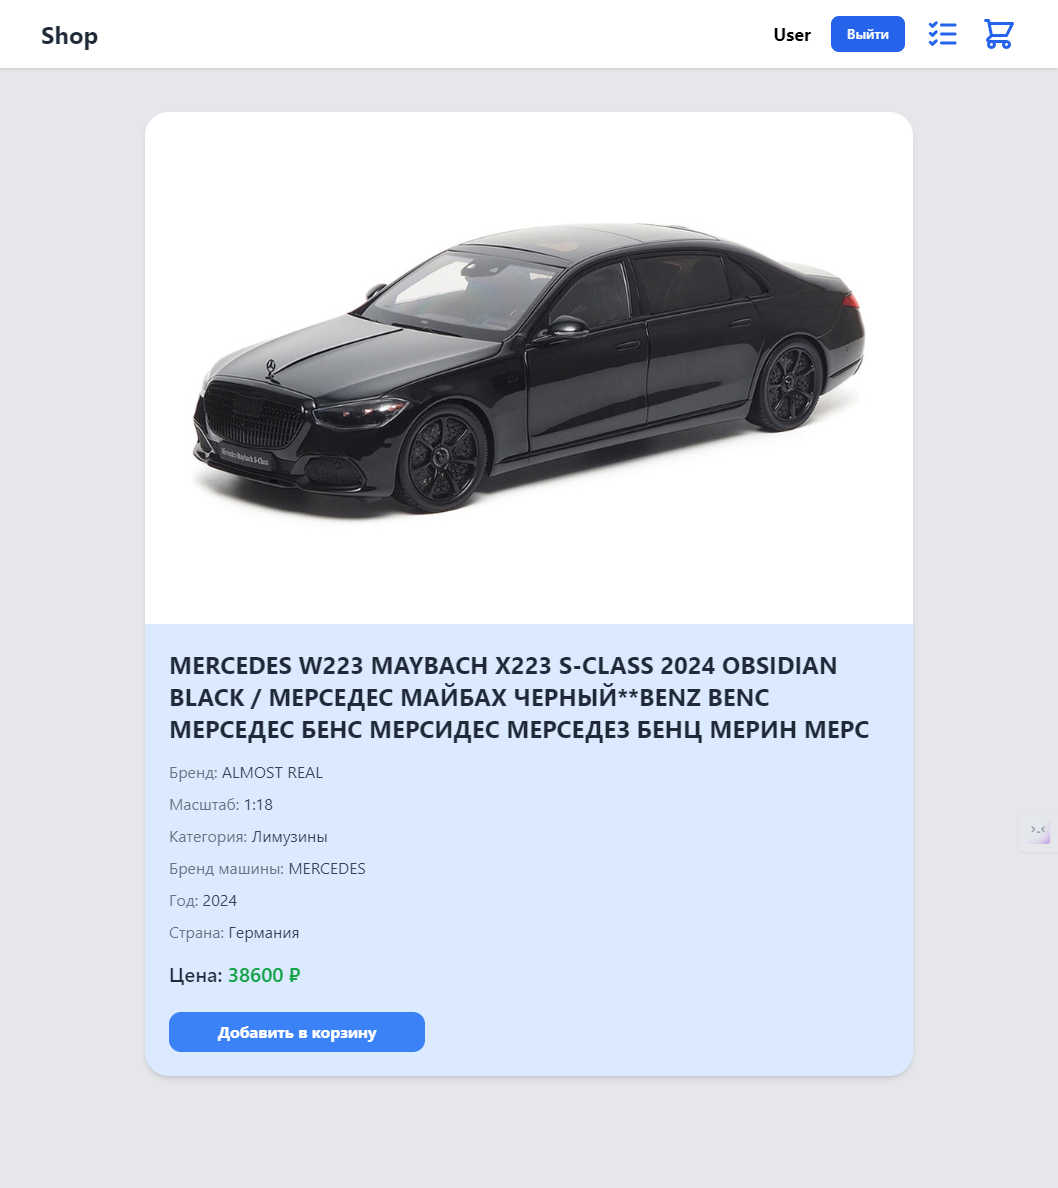 Shop
User
Выйти
Mercedes Maybach S-Class
MERCEDES W223 MAYBACH X223 S-CLASS 2024 OBSIDIAN
BLACK / МЕРСЕДЕС МАЙБАХ ЧЕРНЫЙ**BENZ BENC
МЕРСЕДЕС БЕНС МЕРСИДЕС МЕРСЕДЕЗ БЕНЦ МЕРИН МЕРС
Бренд: ALMOST REAL
Масштаб: 1:18
Категория: Лимузины
Бренд машины: MERCEDES
Год: 2024
Страна: Германия
Цена: 38600 ₽
Добавить в корзину